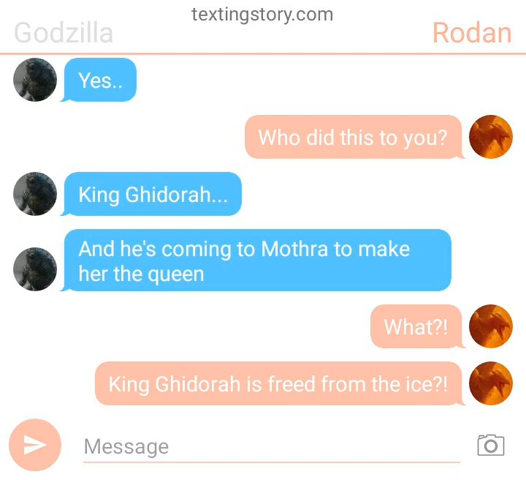 textingstory.com
Godzilla
Rodan
Yes..
Who did this to you?
King Ghidorah...
And he's coming to Mothra to make
her the queen
What?!
King Ghidorah is freed from the ice?!
Message